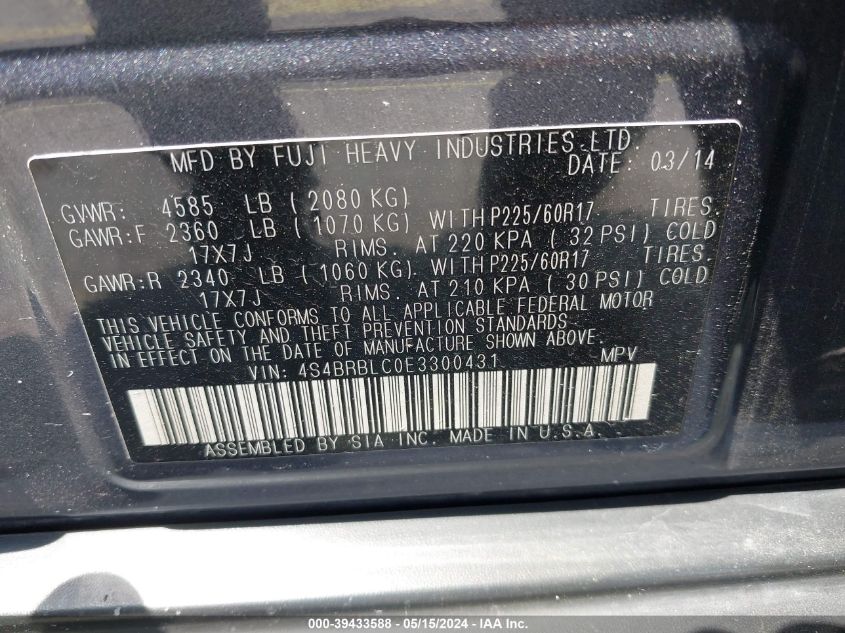 MFD BY FUJI HEAVY INDUSTRIES LTD
DATE: 03/14
GVWR: 4585 LB ( 2080 KG)
GAWR:F 2360 LB ( 1070 KG) WITH P225/60R17 TIRES.
17X7J RIMS. AT 220 KPA ( 32 PSI) COLD
GAWR:R 2340 LB ( 1060 KG) WITH P225/60R17 TIRES.
17X7J RIMS. AT 210 KPA ( 30 PSI) COLD
THIS VEHICLE CONFORMS TO ALL APPLICABLE FEDERAL MOTOR
VEHICLE SAFETY AND THEFT PREVENTION STANDARDS
IN EFFECT ON THE DATE OF MANUFACTURE SHOWN ABOVE.
VIN: 4S4BRBLC0E3300431 MPV
ASSEMBLED BY SIA INC. MADE IN U.S.A.
000-39433588 - 05/15/2024 - IAA Inc.